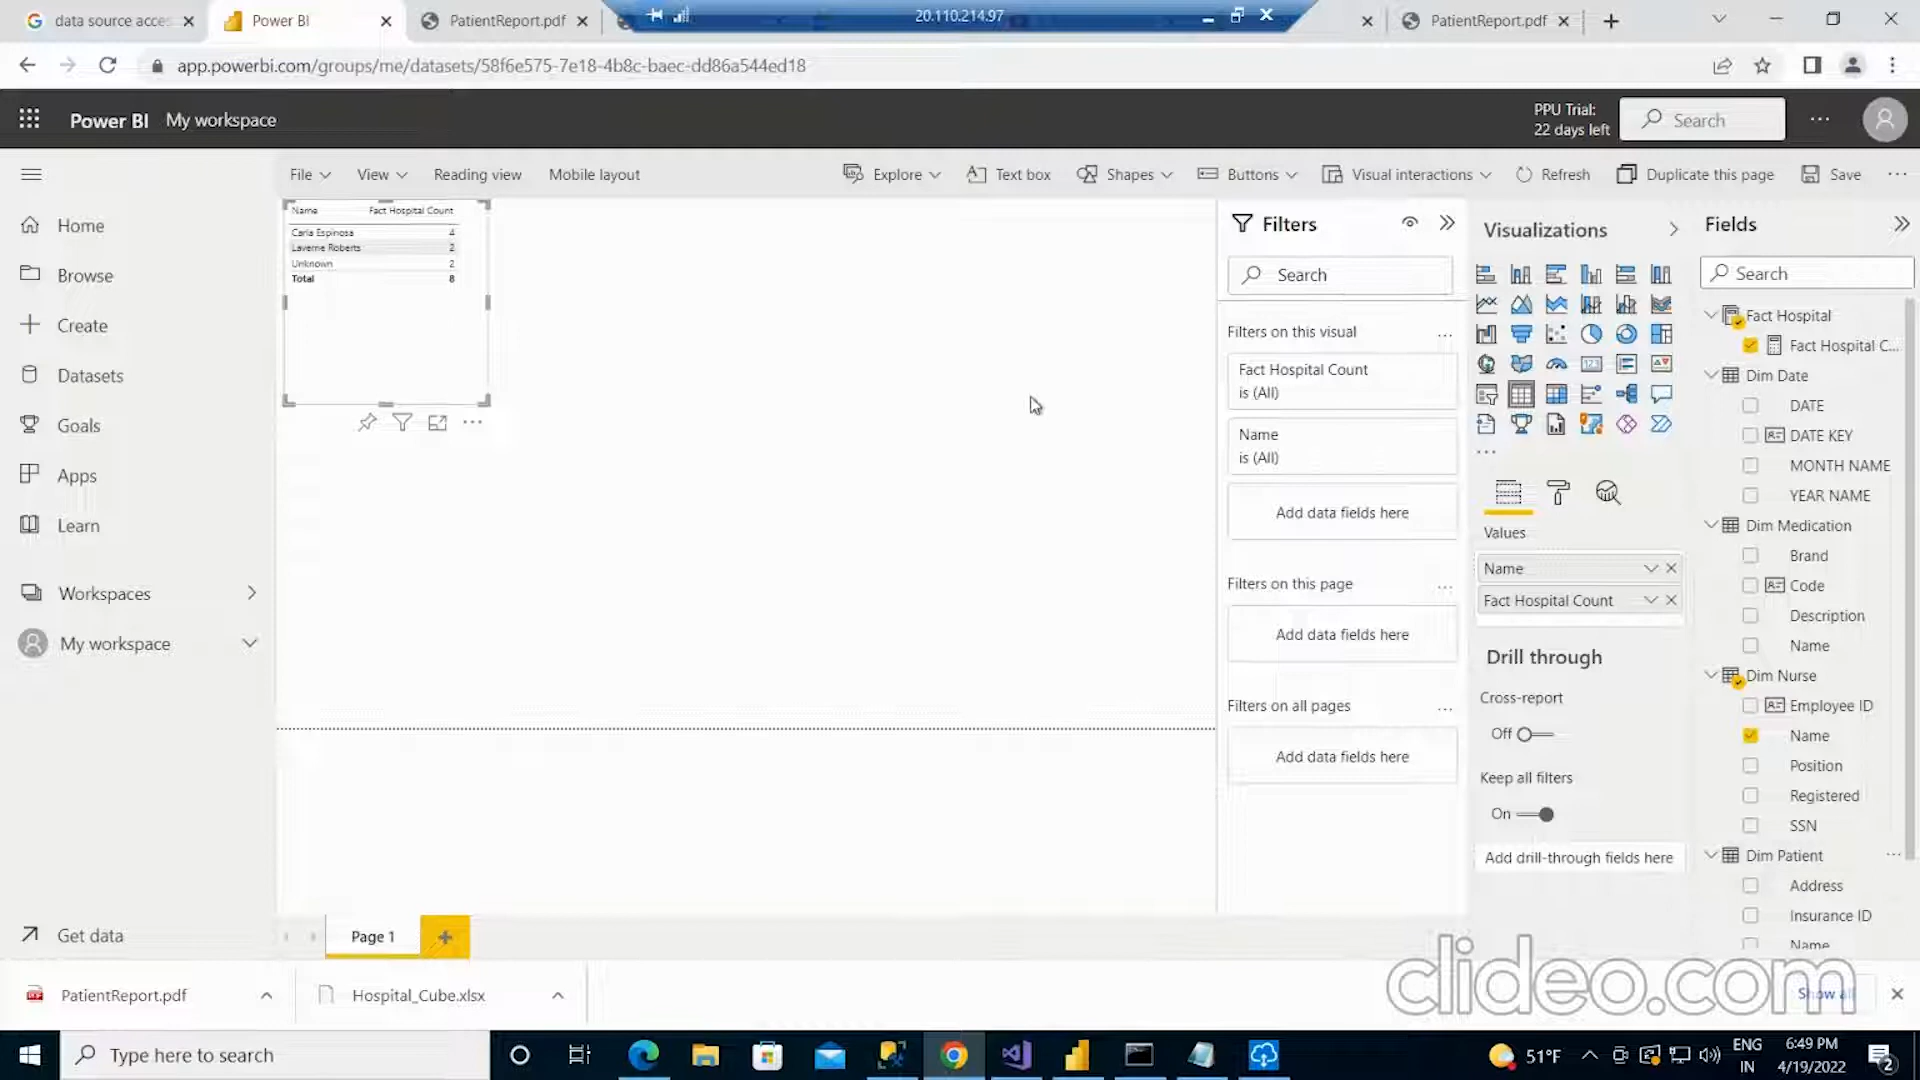 data source acces
Power BI
PatientReport.pdf
20.110.214.97
PatientReport.pdf
app.powerbi.com/groups/me/datasets/58f6e575-7e18-4b8c-baec-dd86a544ed18
Power BI My workspace
PPU Trial:
22 days left
Search
File View Reading view Mobile layout Explore Text box Shapes Buttons Visual interactions Refresh Duplicate this page Save
Home
Browse
Create
Datasets
Goals
Apps
Learn
Workspaces
My workspace
Get data
Name Fact Hospital Count
Carla Espinosa 4
Laverne Roberts 2
Unknown 2
Total 8
Page 1
Filters
Search
Filters on this visual
Fact Hospital Count
is (All)
Name
is (All)
Add data fields here
Filters on this page
Add data fields here
Filters on all pages
Add data fields here
Visualizations
Values
Name
Fact Hospital Count
Drill through
Cross-report
Off
Keep all filters
On
Add drill-through fields here
Fields
Search
Fact Hospital
Fact Hospital C...
Dim Date
DATE
DATE KEY
MONTH NAME
YEAR NAME
Dim Medication
Brand
Code
Description
Name
Dim Nurse
Employee ID
Name
Position
Registered
SSN
Dim Patient
Address
Insurance ID
Name
PatientReport.pdf
Hospital_Cube.xlsx
Show all
clideo.com
Type here to search
51°F
ENG
IN
6:49 PM
4/19/2022
2